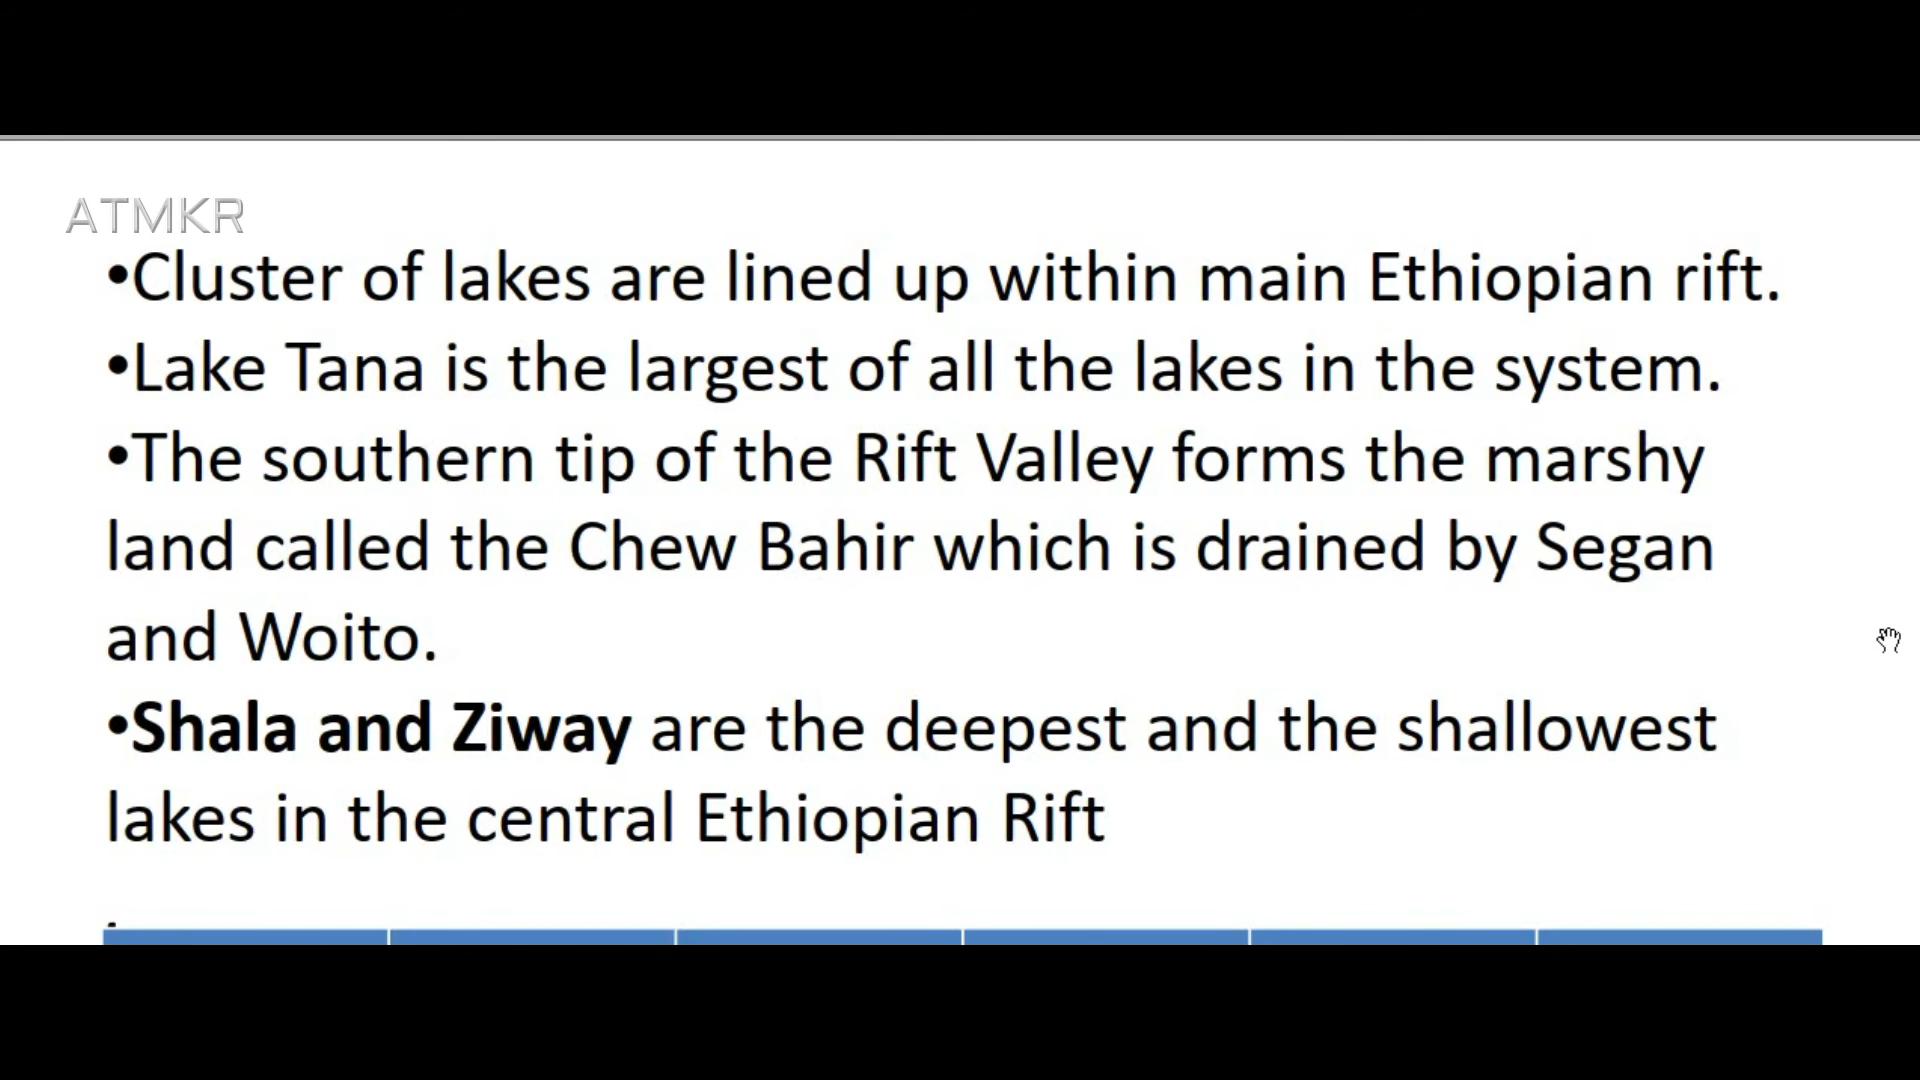 ATMKR
•Cluster of lakes are lined up within main Ethiopian rift.
•Lake Tana is the largest of all the lakes in the system.
•The southern tip of the Rift Valley forms the marshy
land called the Chew Bahir which is drained by Segan
and Woito.
•Shala and Ziway are the deepest and the shallowest
lakes in the central Ethiopian Rift